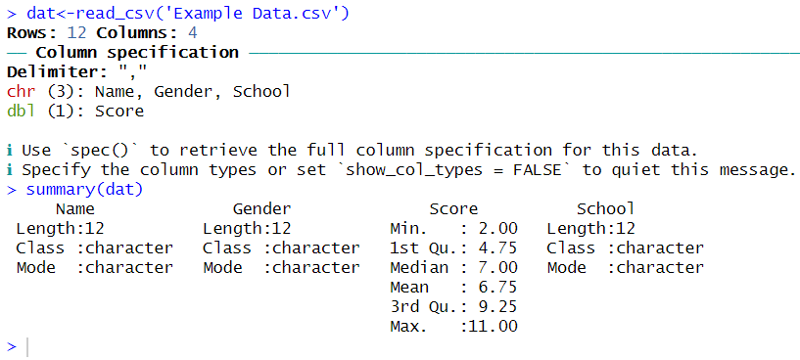 > dat<-read_csv('Example Data.csv')
Rows: 12 Columns: 4
── Column specification ────────────────────────────────────────────────
Delimiter: ","
chr (3): Name, Gender, School
dbl (1): Score

ℹ Use `spec()` to retrieve the full column specification for this data.
ℹ Specify the column types or set `show_col_types = FALSE` to quiet this message.
> summary(dat)
     Name              Gender              Score          School
 Length:12          Length:12          Min.   : 2.00   Length:12
 Class :character   Class :character   1st Qu.: 4.75   Class :character
 Mode  :character   Mode  :character   Median : 7.00   Mode  :character
                                       Mean   : 6.75
                                       3rd Qu.: 9.25
                                       Max.   :11.00
>